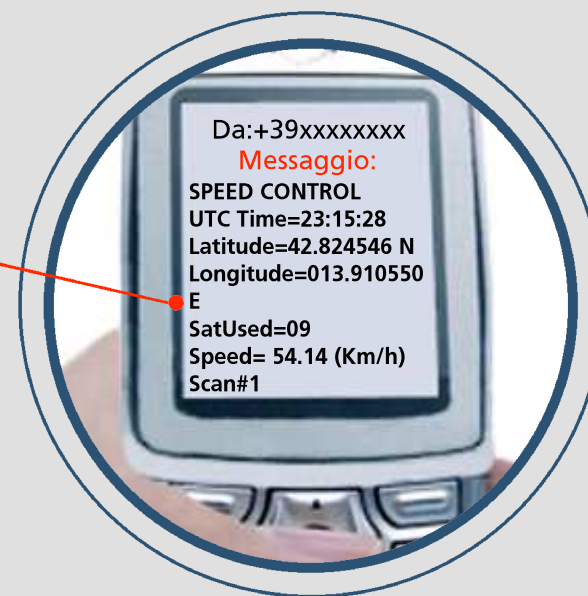 Da:+39xxxxxxxx
Messaggio:
SPEED CONTROL
UTC Time=23:15:28
Latitude=42.824546 N
Longitude=013.910550
E
SatUsed=09
Speed= 54.14 (Km/h)
Scan#1